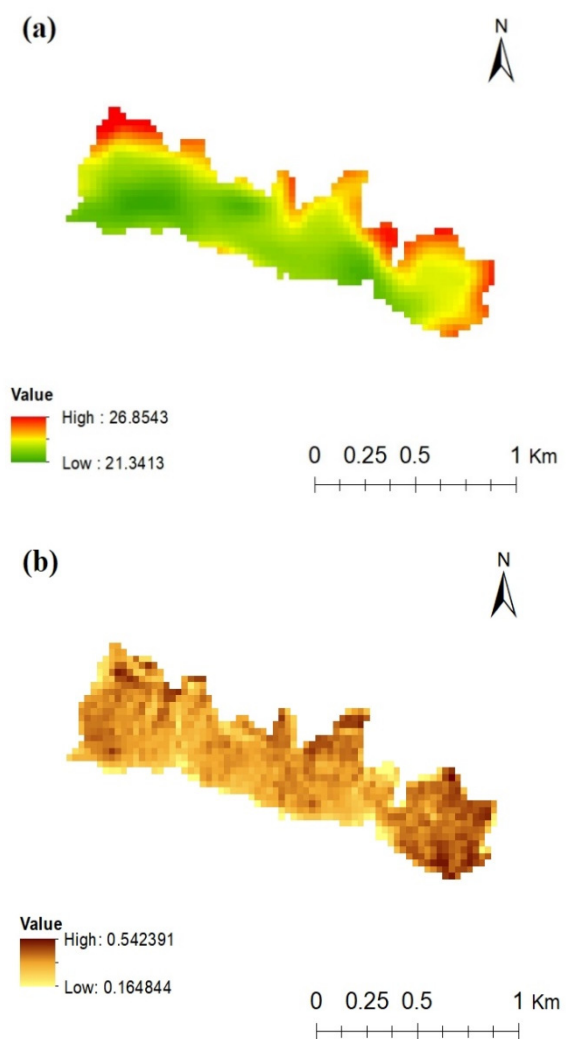 (a)
N
Value
High : 26.8543
Low : 21.3413
0 0.25 0.5 1 Km
(b)
N
Value
High: 0.542391
Low: 0.164844
0 0.25 0.5 1 Km